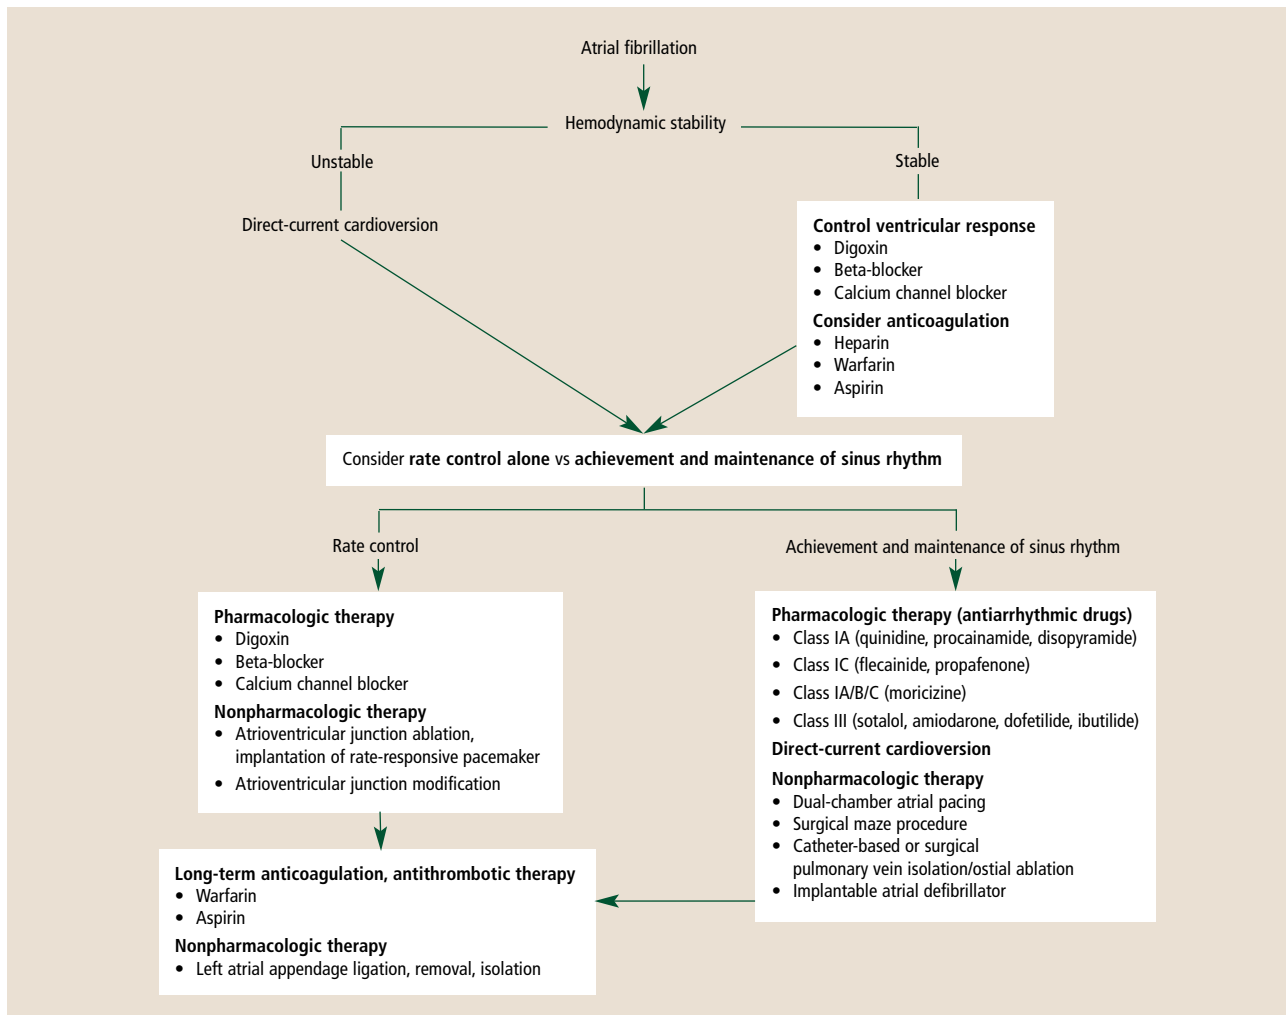 Atrial fibrillation
Hemodynamic stability
Unstable
Stable
Direct-current cardioversion
Control ventricular response
• Digoxin
• Beta-blocker
• Calcium channel blocker
Consider anticoagulation
• Heparin
• Warfarin
• Aspirin
Consider rate control alone vs achievement and maintenance of sinus rhythm
Rate control
Achievement and maintenance of sinus rhythm
Pharmacologic therapy
• Digoxin
• Beta-blocker
• Calcium channel blocker
Nonpharmacologic therapy
• Atrioventricular junction ablation,
implantation of rate-responsive pacemaker
• Atrioventricular junction modification
Pharmacologic therapy (antiarrhythmic drugs)
• Class IA (quinidine, procainamide, disopyramide)
• Class IC (flecainide, propafenone)
• Class IA/B/C (moricizine)
• Class III (sotalol, amiodarone, dofetilide, ibutilide)
Direct-current cardioversion
Nonpharmacologic therapy
• Dual-chamber atrial pacing
• Surgical maze procedure
• Catheter-based or surgical
pulmonary vein isolation/ostial ablation
• Implantable atrial defibrillator
Long-term anticoagulation, antithrombotic therapy
• Warfarin
• Aspirin
Nonpharmacologic therapy
• Left atrial appendage ligation, removal, isolation